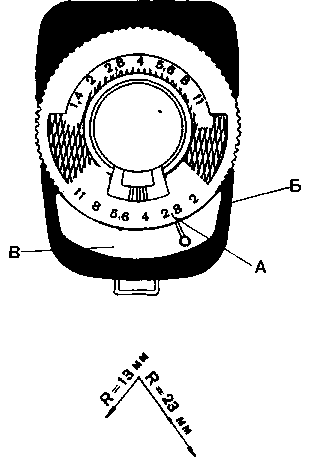 1,4 2 2,8 4 5,6 8 11
11 8 5,6 4 2,8 2
Б
В
А
R = 13 мм
R = 23 мм